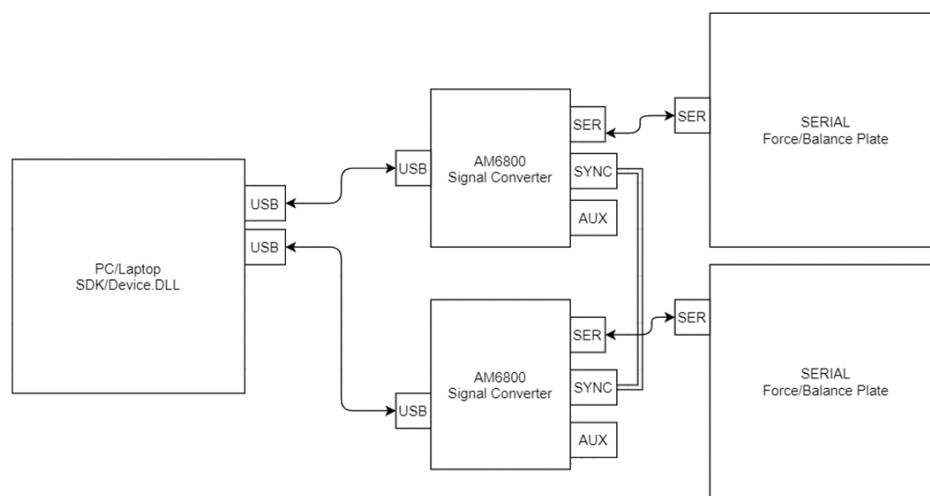 SER
SER
SERIAL
Force/Balance Plate
USB
AM6800
Signal Converter
SYNC
USB
AUX
USB
PC/Laptop
SDK/Device.DLL
SER
SER
SERIAL
Force/Balance Plate
AM6800
Signal Converter
SYNC
USB
AUX